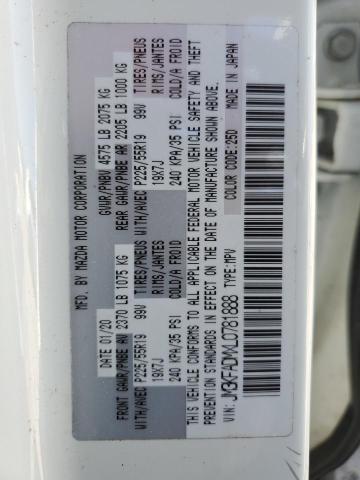 MFD. BY MAZDA MOTOR CORPORATION
DATE 01/20 GVWR/PNBV 4575 LB 2075 KG
FRONT GAWR/PNBE AV 2370 LB 1075 KG REAR GAWR/PNBE AR 2205 LB 1000 KG
WITH/AVEC P225/55R19 99V TIRES/PNEUS WITH/AVEC P225/55R19 99V TIRES/PNEUS
19X7J RIMS/JANTES 19X7J RIMS/JANTES
240 KPA/35 PSI COLD/A FROID 240 KPA/35 PSI COLD/A FROID
THIS VEHICLE CONFORMS TO ALL APPLICABLE FEDERAL MOTOR VEHICLE SAFETY AND THEFT
PREVENTION STANDARDS IN EFFECT ON THE DATE OF MANUFACTURE SHOWN ABOVE.
VIN: TYPE: MPV COLOR CODE: 25D MADE IN JAPAN